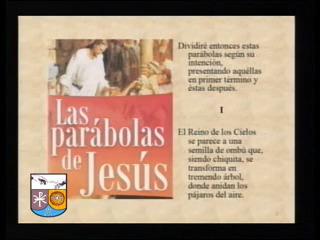 Las
parábolas
de Jesús
Dividiré entonces estas
parábolas según su
intención,
presentando aquéllas
en primer término y
éstas después.
I
El Reino de los Cielos
se parece a una
semilla de ombú que,
siendo chiquita, se
transforma en
tremendo árbol,
donde anidan los
pájaros del aire.